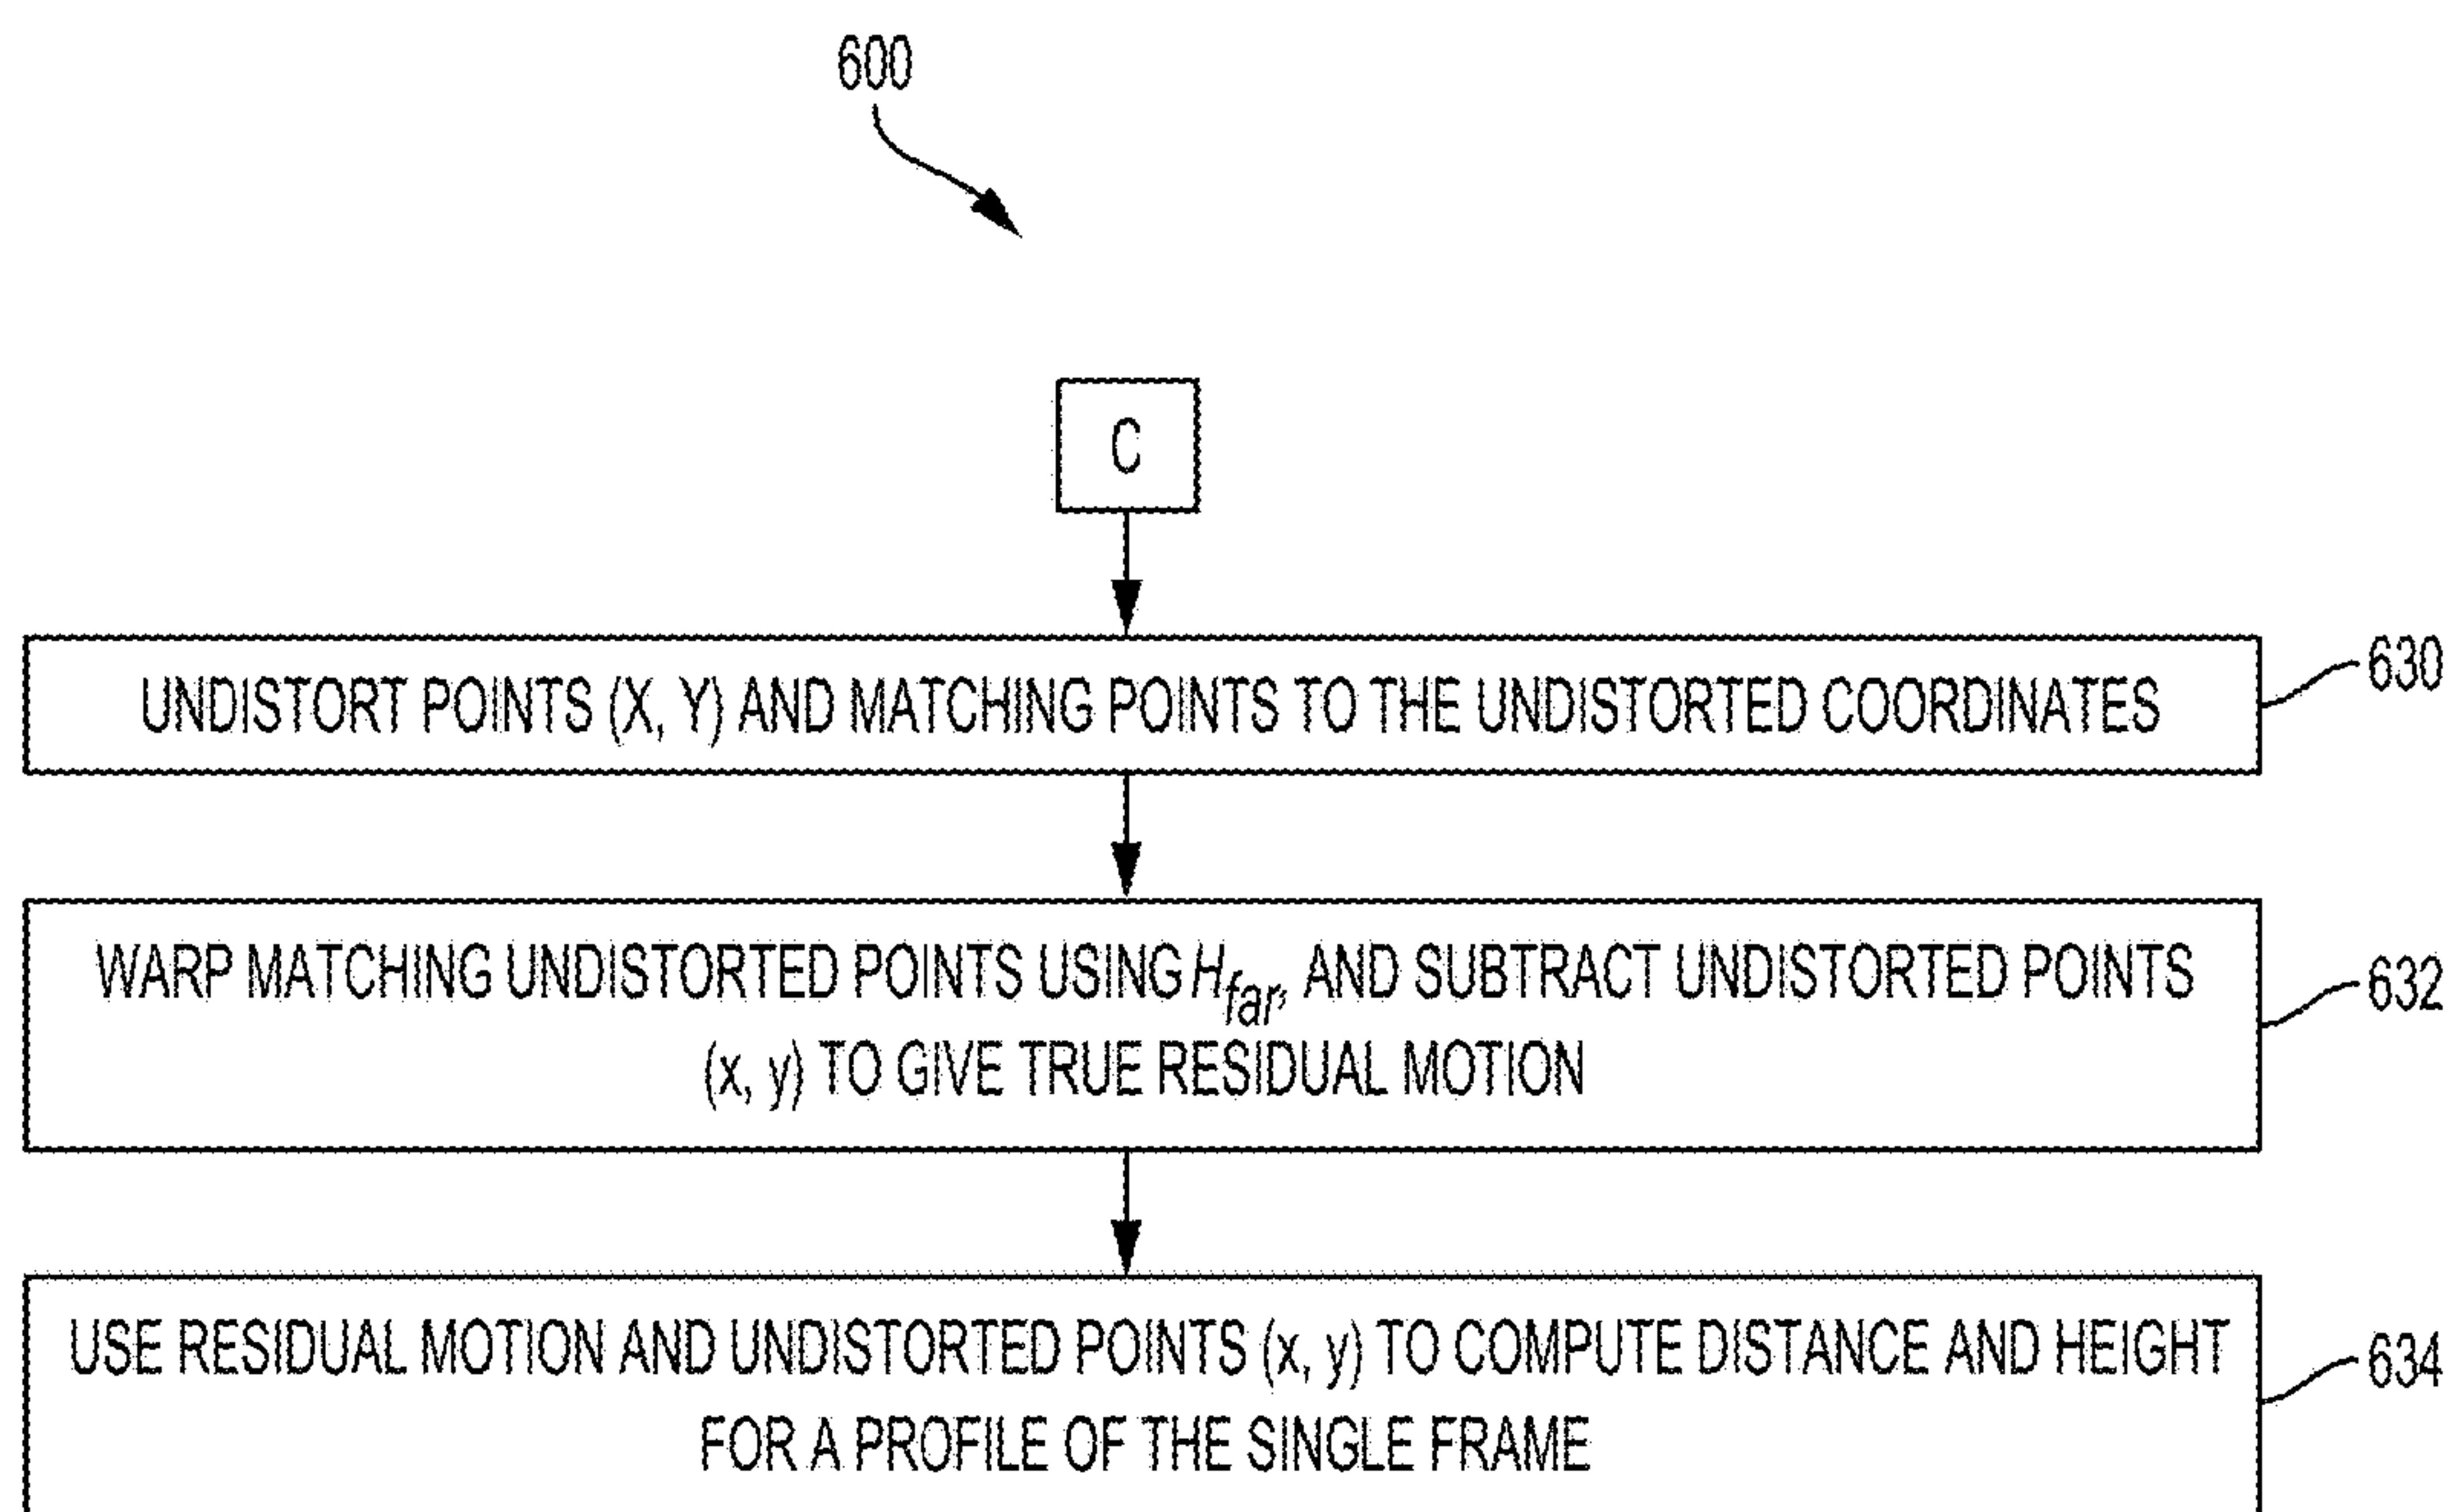 600
C
UNDISTORT POINTS (X, Y) AND MATCHING POINTS TO THE UNDISTORTED COORDINATES
630
WARP MATCHING UNDISTORTED POINTS USING Hfar, AND SUBTRACT UNDISTORTED POINTS
(x, y) TO GIVE TRUE RESIDUAL MOTION
632
USE RESIDUAL MOTION AND UNDISTORTED POINTS (x, y) TO COMPUTE DISTANCE AND HEIGHT
FOR A PROFILE OF THE SINGLE FRAME
634